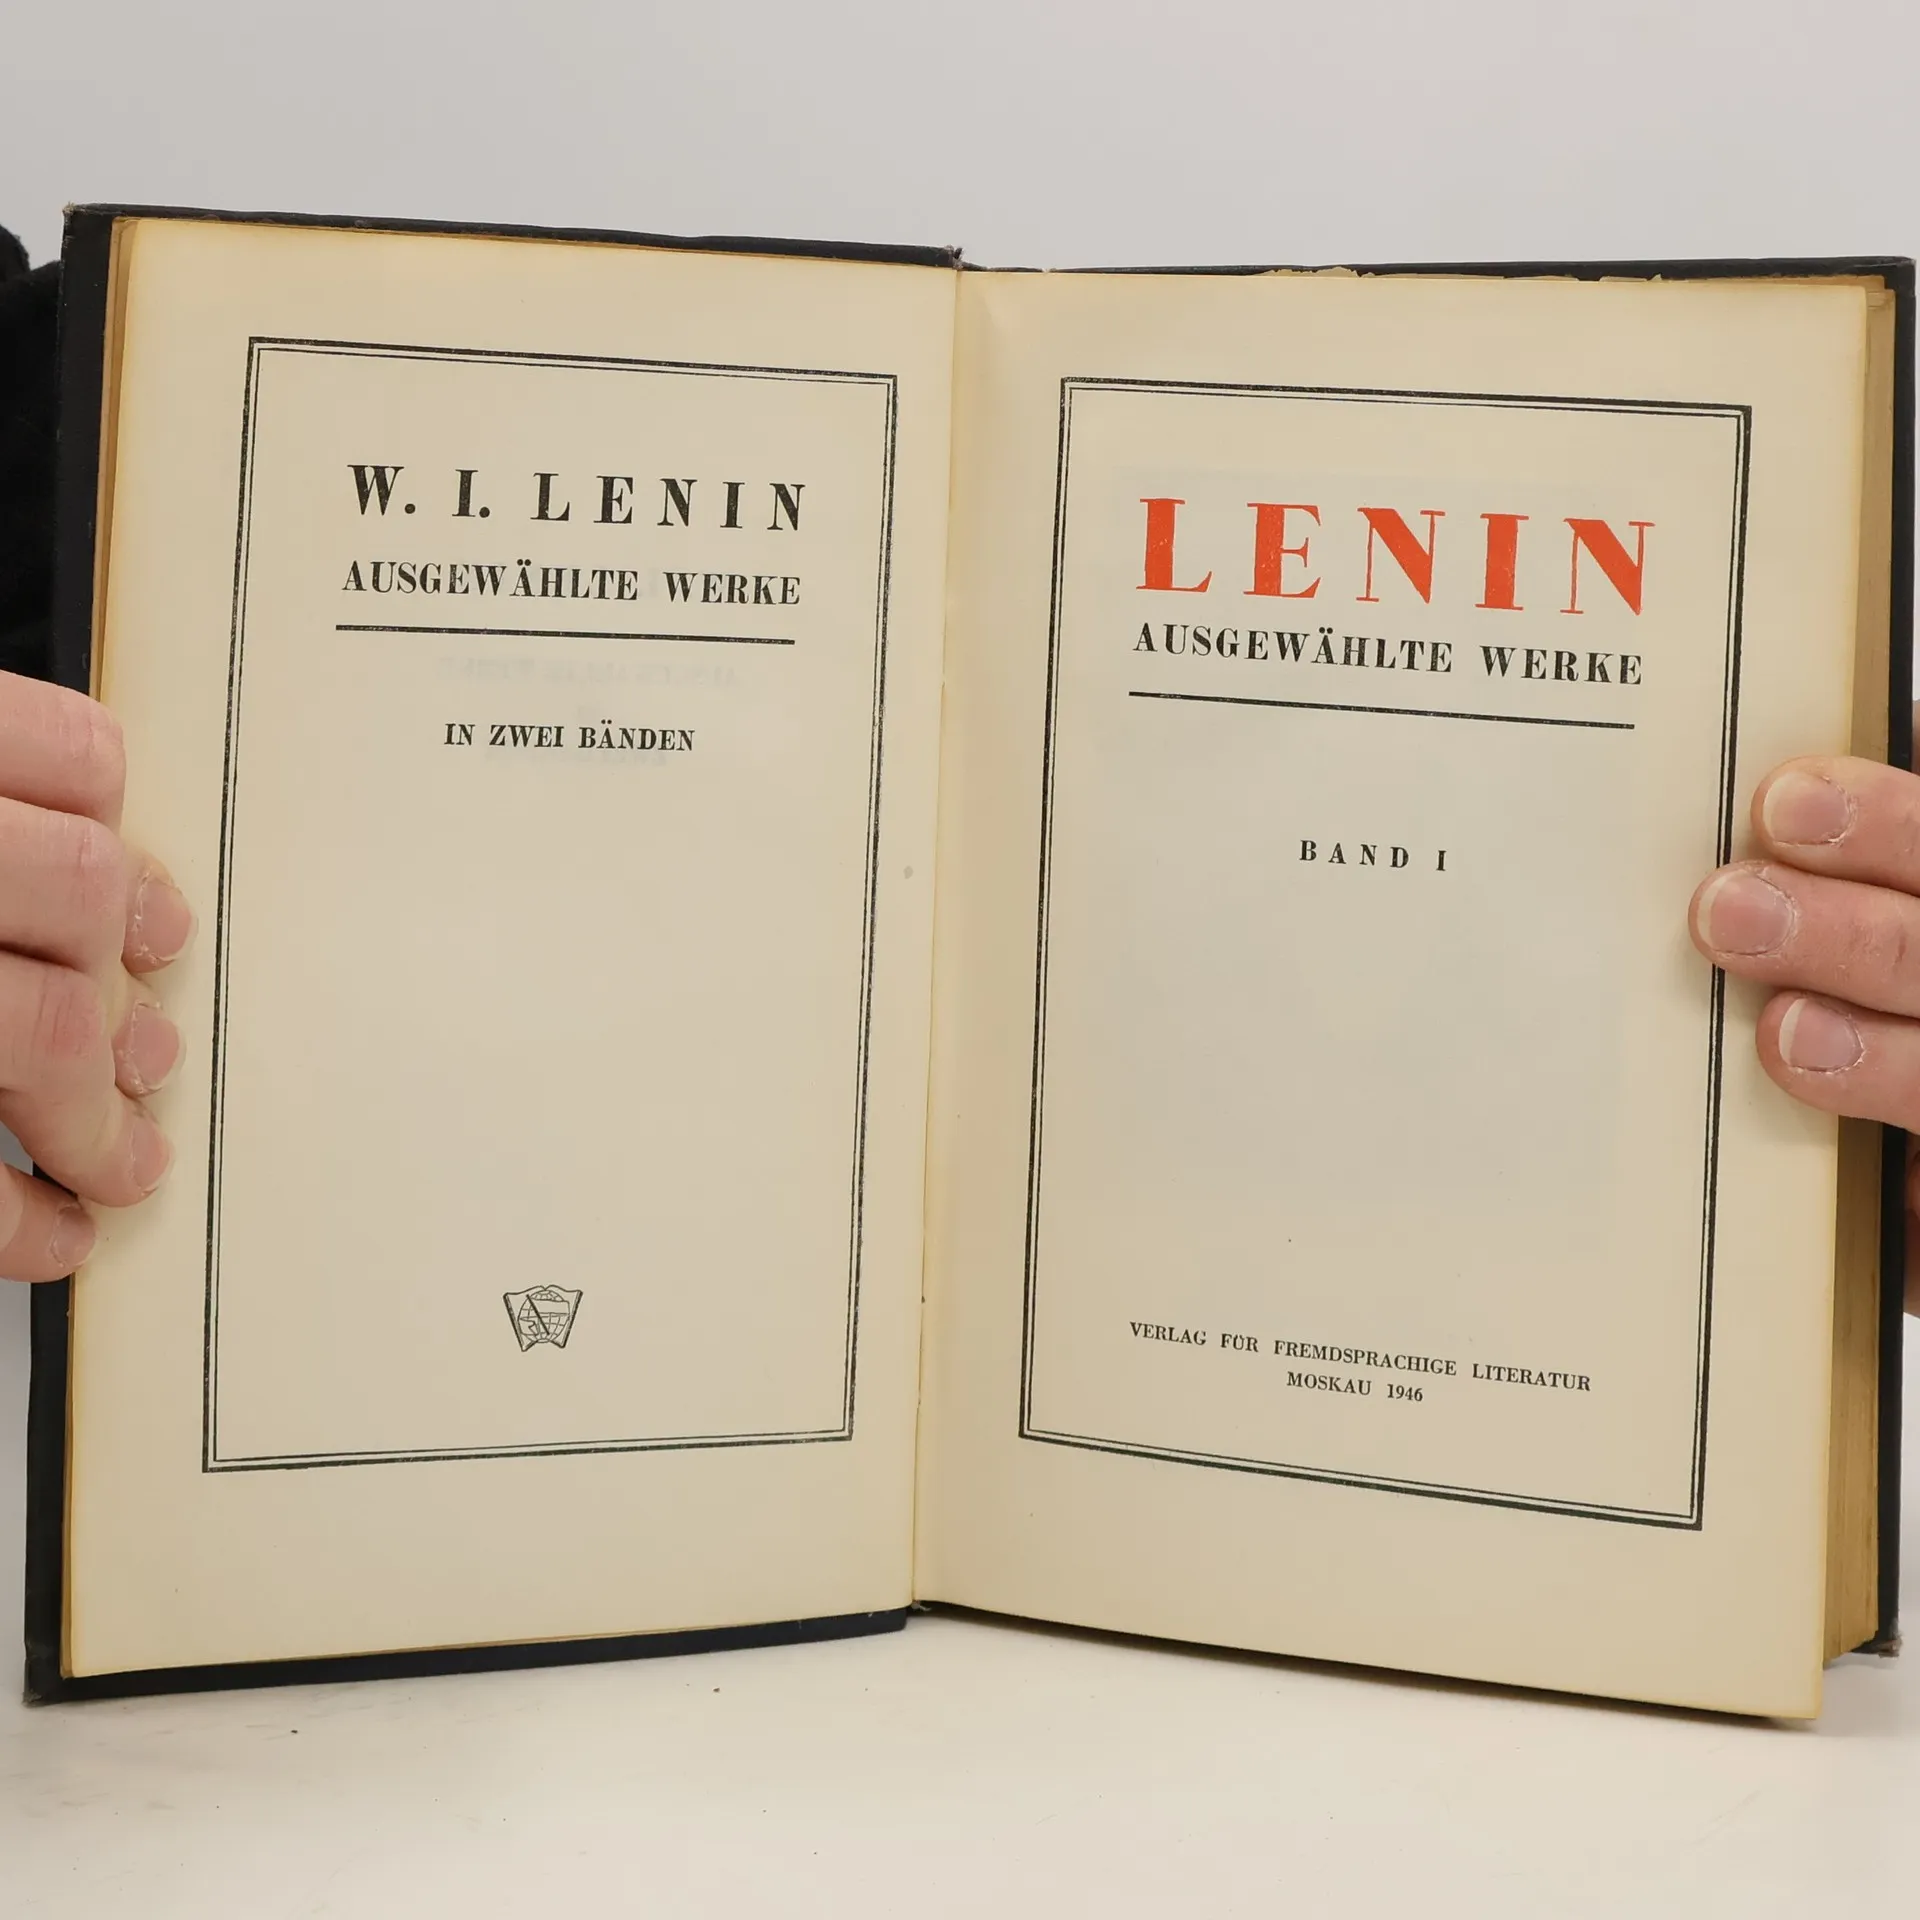 W. I. LENIN
AUSGEWÄHLTE WERKE
IN ZWEI BÄNDEN
LENIN
AUSGEWÄHLTE WERKE
BAND I
VERLAG FÜR FREMDSPRACHIGE LITERATUR
MOSKAU 1946